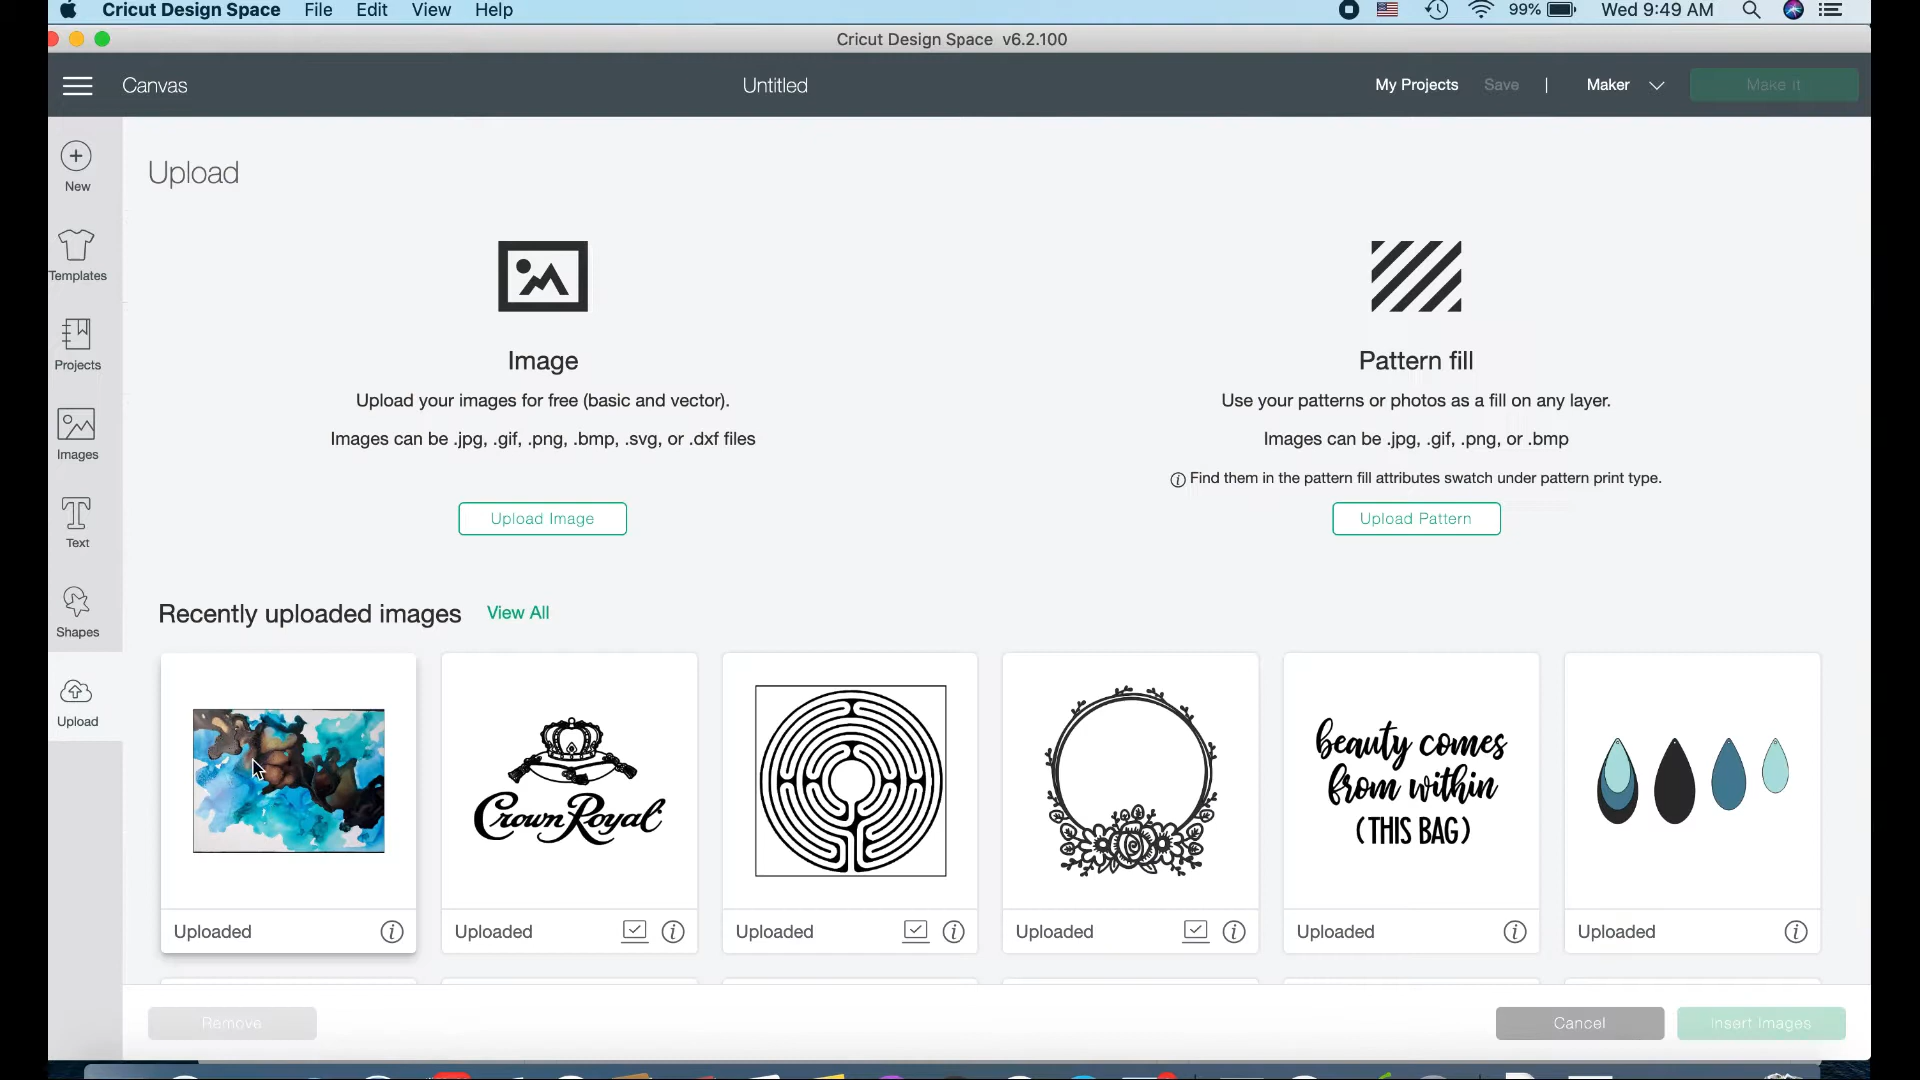 Cricut Design Space File Edit View Help 99% Wed 9:49 AM
Cricut Design Space v6.2.100
Canvas Untitled My Projects Save | Maker Make It
New
Templates
Projects
Images
Text
Shapes
Upload
Upload
Image
Upload your images for free (basic and vector).
Images can be .jpg, .gif, .png, .bmp, .svg, or .dxf files
Upload Image
Pattern fill
Use your patterns or photos as a fill on any layer.
Images can be .jpg, .gif, .png, or .bmp
Find them in the pattern fill attributes swatch under pattern print type.
Upload Pattern
Recently uploaded images View All
Crown Royal
beauty comes
from within
(THIS BAG)
Uploaded Uploaded Uploaded Uploaded Uploaded Uploaded
Remove Cancel Insert Images